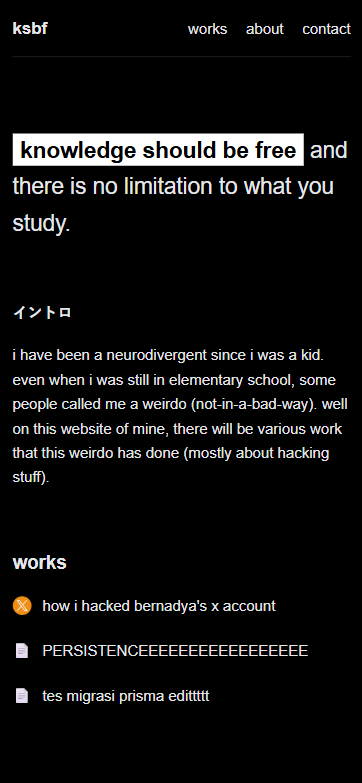 ksbf
works about contact
knowledge should be free and
there is no limitation to what you
study.
イントロ
i have been a neurodivergent since i was a kid.
even when i was still in elementary school, some
people called me a weirdo (not-in-a-bad-way). well
on this website of mine, there will be various work
that this weirdo has done (mostly about hacking
stuff).
works
how i hacked bernadya's x account
PERSISTENCEEEEEEEEEEEEEEEEE
tes migrasi prisma edittttt